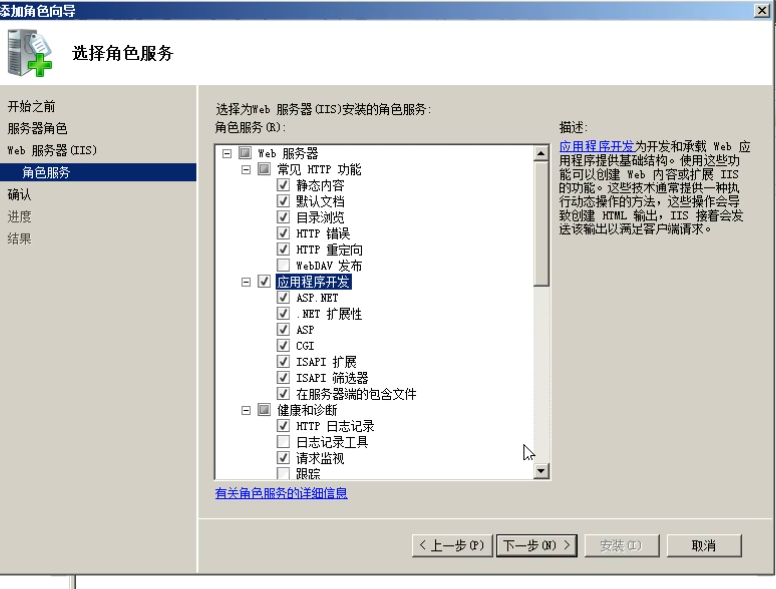 添加角色向导
选择角色服务
开始之前
服务器角色
Web 服务器(IIS)
角色服务
确认
进度
结果
选择为Web 服务器(IIS)安装的角色服务:
角色服务(R):
Web 服务器
常见 HTTP 功能
静态内容
默认文档
目录浏览
HTTP 错误
HTTP 重定向
WebDAV 发布
应用程序开发
ASP.NET
.NET 扩展性
ASP
CGI
ISAPI 扩展
ISAPI 筛选器
在服务器端的包含文件
健康和诊断
HTTP 日志记录
日志记录工具
请求监视
跟踪
有关角色服务的详细信息
描述:
应用程序开发为开发和承载 Web 应
用程序提供基础结构。使用这些功
能可以创建 Web 内容或扩展 IIS
的功能。这些技术通常提供一种执
行动态操作的方法，这些操作会导
致创建 HTML 输出，IIS 接着会发
送该输出以满足客户端请求。
< 上一步(P)
下一步(N) >
安装(I)
取消